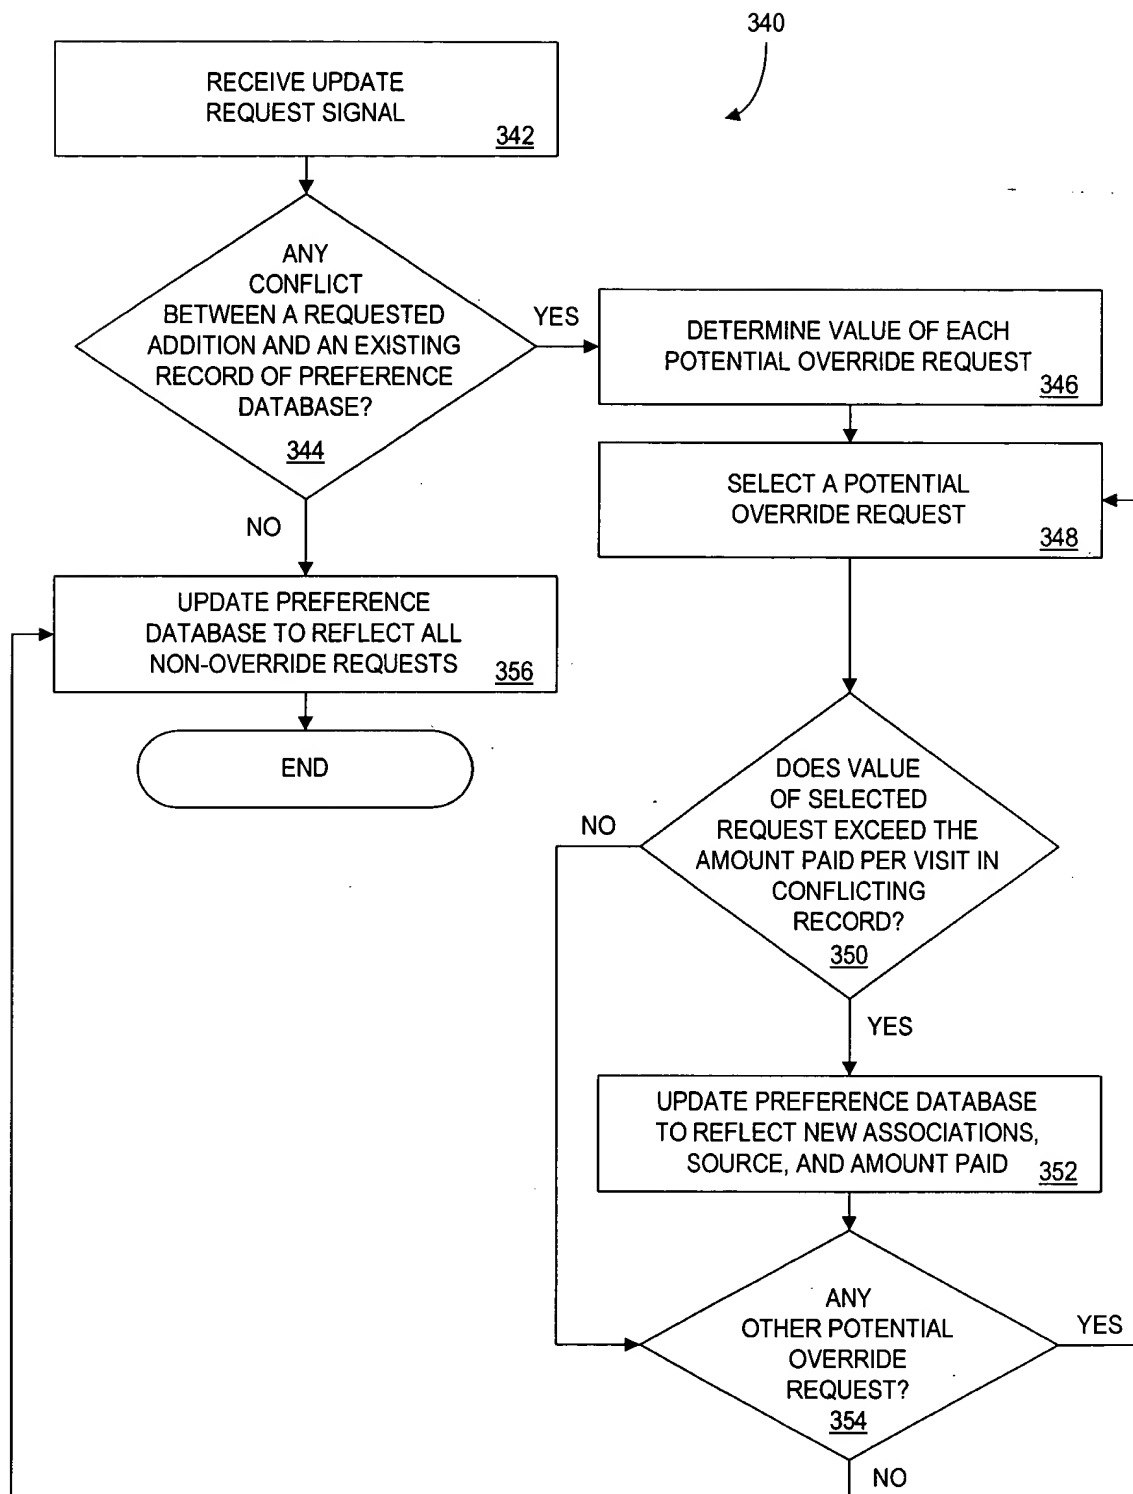 340
RECEIVE UPDATE
REQUEST SIGNAL
342
ANY
CONFLICT
BETWEEN A REQUESTED
ADDITION AND AN EXISTING
RECORD OF PREFERENCE
DATABASE?
344
YES
NO
DETERMINE VALUE OF EACH
POTENTIAL OVERRIDE REQUEST
346
SELECT A POTENTIAL
OVERRIDE REQUEST
348
UPDATE PREFERENCE
DATABASE TO REFLECT ALL
NON-OVERRIDE REQUESTS
356
END
DOES VALUE
OF SELECTED
REQUEST EXCEED THE
AMOUNT PAID PER VISIT IN
CONFLICTING
RECORD?
350
NO
YES
UPDATE PREFERENCE DATABASE
TO REFLECT NEW ASSOCIATIONS,
SOURCE, AND AMOUNT PAID
352
ANY
OTHER POTENTIAL
OVERRIDE
REQUEST?
354
YES
NO